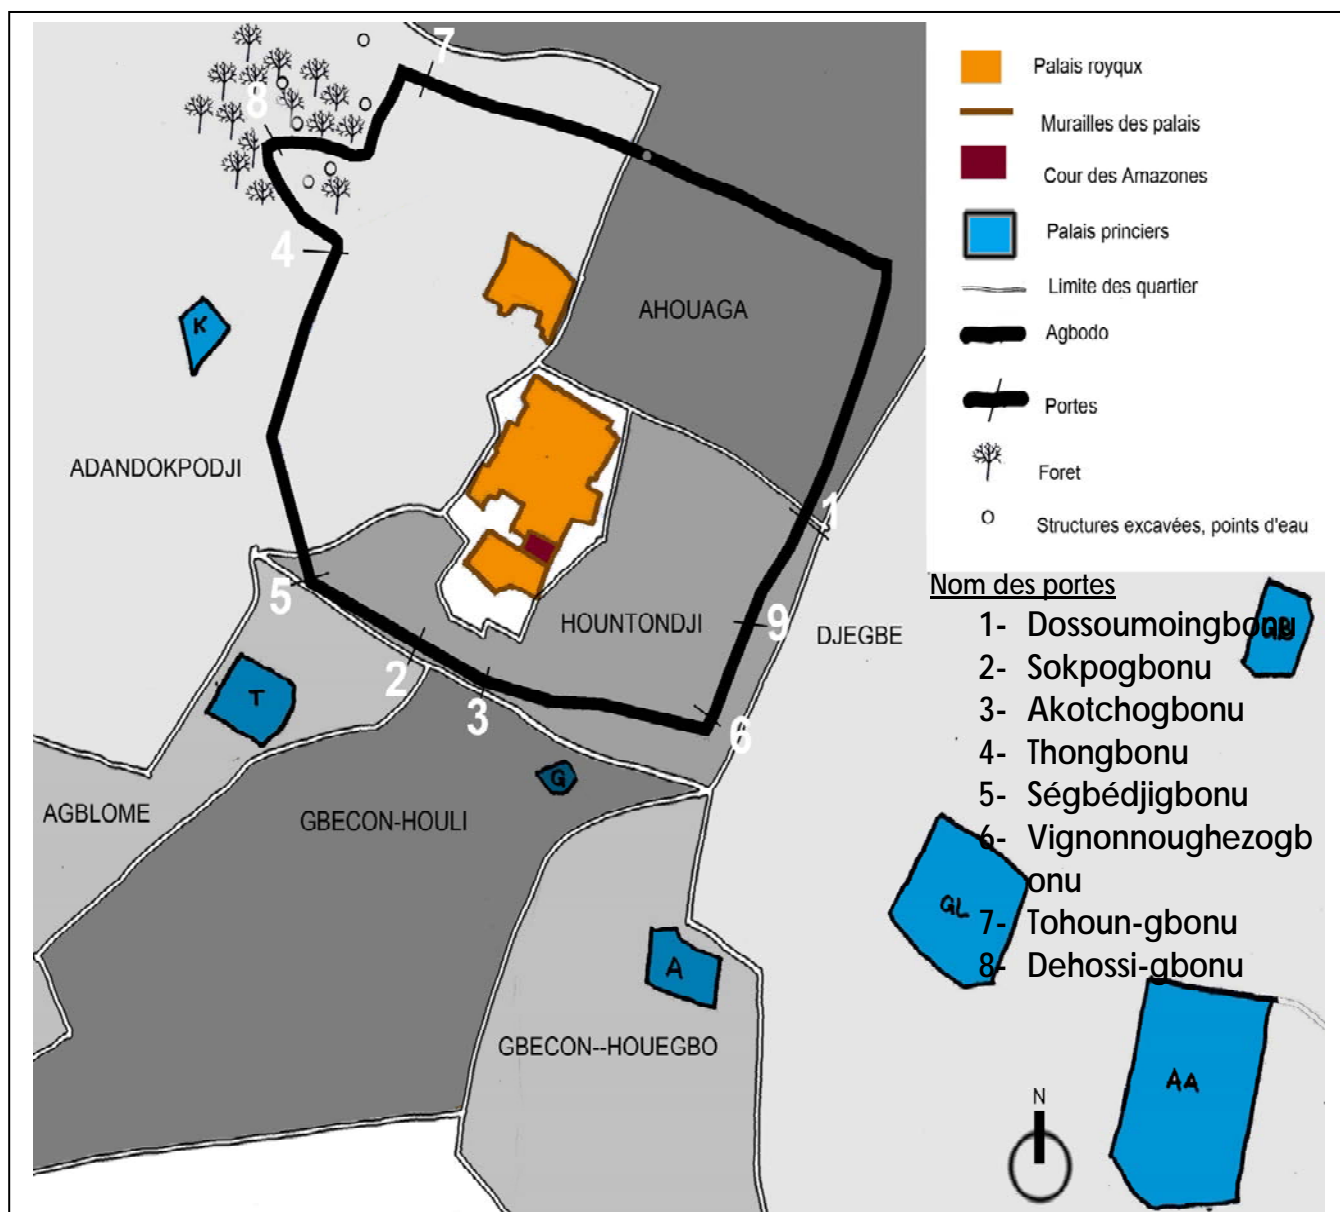 Palais royqux
Murailles des palais
Cour des Amazones
Palais princiers
Limite des quartier
Agbodo
Portes
Foret
Structures excavées, points d'eau
Nom des portes
1- Dossoumoingbonu
2- Sokpogbonu
3- Akotchogbonu
4- Thongbonu
5- Ségbédjigbonu
6- Vignonnoughezogb
onu
7- Tohoun-gbonu
8- Dehossi-gbonu
7
8
4
K
AHOUAGA
ADANDOKPODJI
1
5
HOUNTONDJI
9
DJEGBE
GB
2
T
3
6
G
AGBLOME
GBECON-HOULI
GL
A
GBECON--HOUEGBO
AA
N